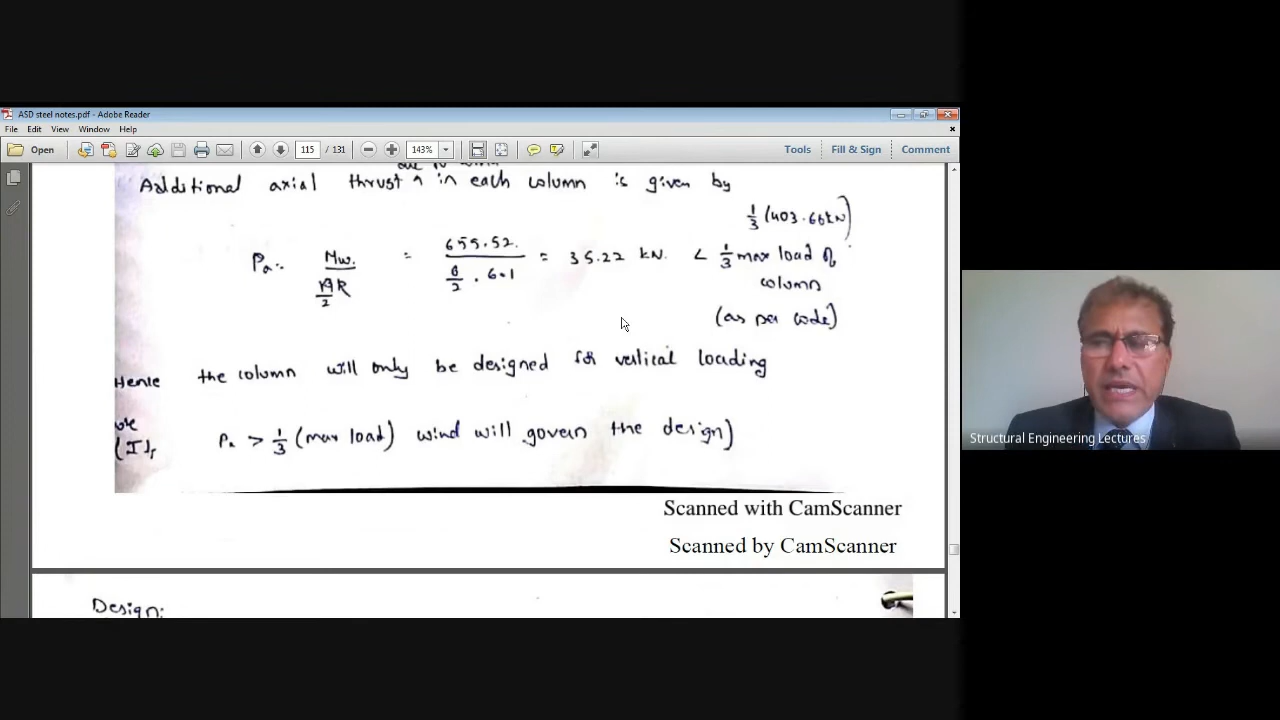 ASD steel notes.pdf - Adobe Reader
File Edit View Window Help
Open 115 / 131 143% Tools Fill & Sign Comment
due to wind
Additional axial thrust ^ in each column is given by
1/3 (403.66kN)
Pa = Mw. / n/2 R = 655.52. / 8/2 . 6.1 = 35.22 kN. < 1/3 max load of
column
(as per code)
Hence the column will only be designed for vertical loading
(If, Pa > 1/3 (max load) wind will govern the design)
Scanned with CamScanner
Scanned by CamScanner
Design:
Structural Engineering Lectures